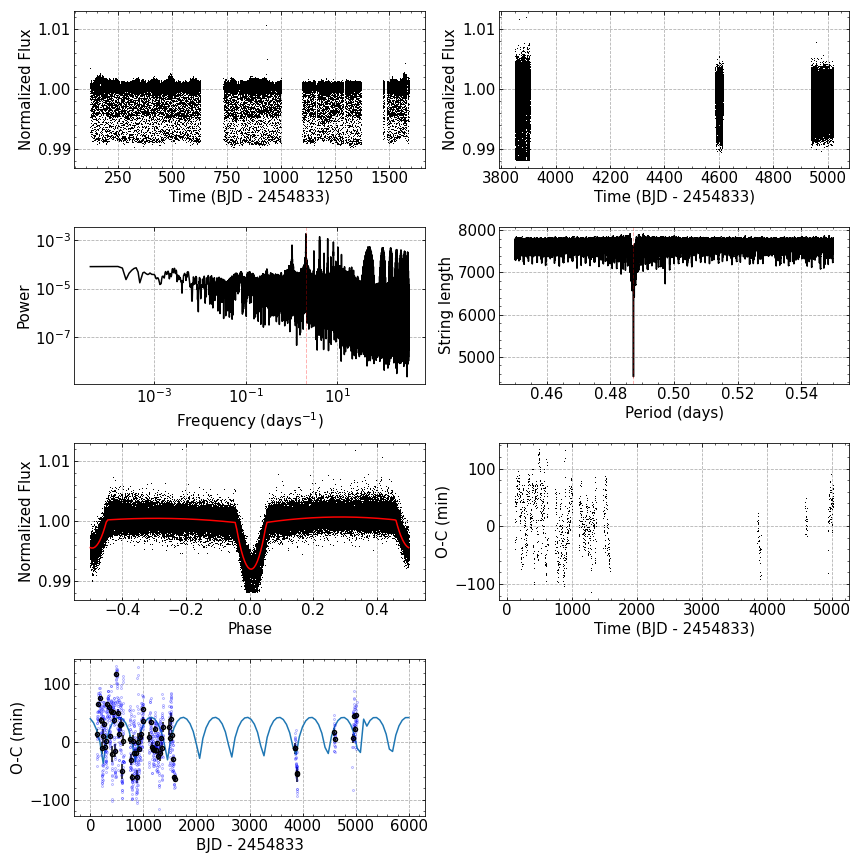 1.01
1.00
0.99
Normalized Flux
250 500 750 1000 1250 1500
Time (BJD - 2454833)
1.01
1.00
0.99
Normalized Flux
3800 4000 4200 4400 4600 4800 5000
Time (BJD - 2454833)
10⁻³
10⁻⁵
10⁻⁷
Power
10⁻³ 10⁻¹ 10¹
Frequency (days⁻¹)
8000
7000
6000
5000
String length
0.46 0.48 0.50 0.52 0.54
Period (days)
1.01
1.00
0.99
Normalized Flux
−0.4 −0.2 0.0 0.2 0.4
Phase
100
0
−100
O-C (min)
0 1000 2000 3000 4000 5000
Time (BJD - 2454833)
100
0
−100
O-C (min)
0 1000 2000 3000 4000 5000 6000
BJD - 2454833